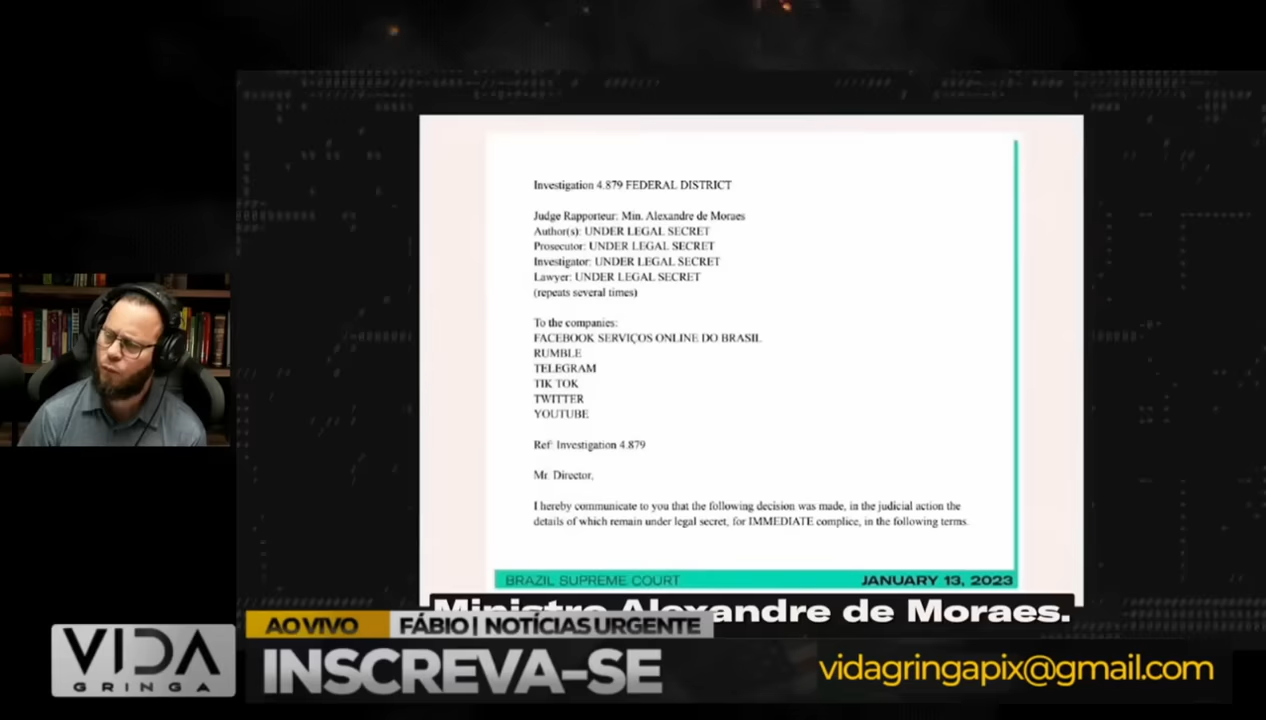 Investigation 4.879 FEDERAL DISTRICT
Judge Rapporteur: Min. Alexandre de Moraes
Author(s): UNDER LEGAL SECRET
Prosecutor: UNDER LEGAL SECRET
Investigator: UNDER LEGAL SECRET
Lawyer: UNDER LEGAL SECRET
(repeats several times)
To the companies:
FACEBOOK SERVIÇOS ONLINE DO BRASIL
RUMBLE
TELEGRAM
TIK TOK
TWITTER
YOUTUBE
Ref: Investigation 4.879
Mr. Director,
I hereby communicate to you that the following decision was made, in the judicial action the
details of which remain under legal secret, for IMMEDIATE complice, in the following terms.
BRAZIL SUPREME COURT JANUARY 13, 2023
Ministro Alexandre de Moraes.
AO VIVO FÁBIO | NOTÍCIAS URGENTE
VIDA
GRINGA
INSCREVA-SE
vidagringapix@gmail.com